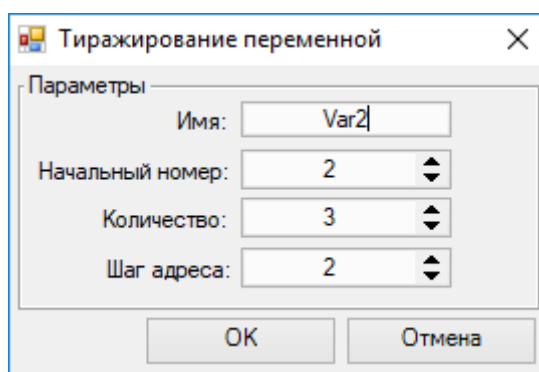 Тиражирование переменной
Параметры
Имя: Var2
Начальный номер: 2
Количество: 3
Шаг адреса: 2
OK Отмена